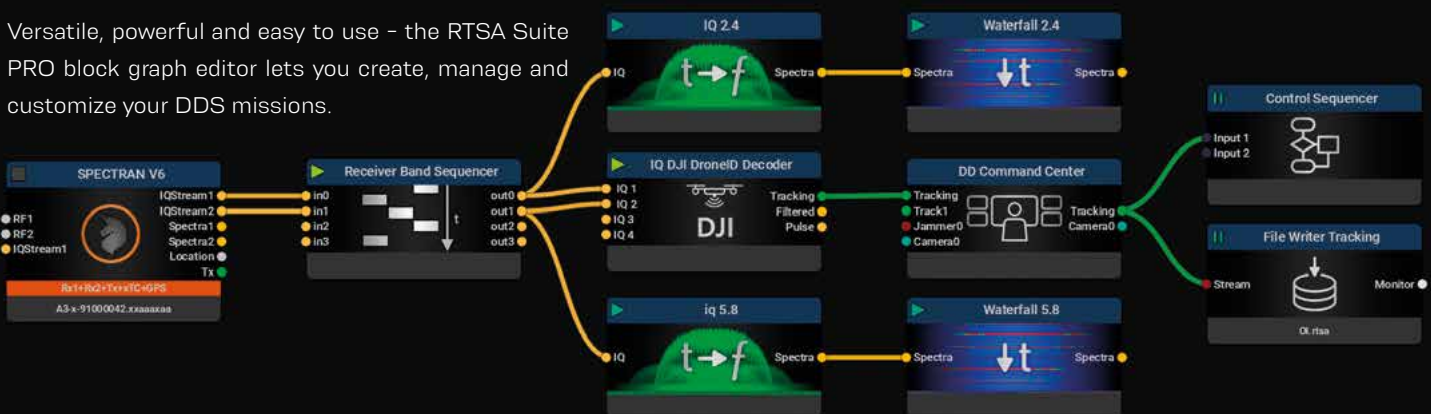 Versatile, powerful and easy to use - the RTSA Suite
PRO block graph editor lets you create, manage and
customize your DDS missions.
SPECTRAN V6
RF1
RF2
IQStream1
IQStream1
IQStream2
Spectra1
Spectra2
Location
Tx
Rx1+Rx2+Tx+xTC+GPS
A3-x-91000042.xxaaaxaa
Receiver Band Sequencer
in0
in1
in2
in3
t
out0
out1
out2
out3
IQ 2.4
IQ
t→f
Spectra
Waterfall 2.4
Spectra
↓t
Spectra
IQ DJI DroneID Decoder
IQ 1
IQ 2
IQ 3
IQ 4
DJI
Tracking
Filtered
Pulse
DD Command Center
Tracking
Track1
Jammer0
Camera0
Tracking
Camera0
iq 5.8
IQ
t→f
Spectra
Waterfall 5.8
Spectra
↓t
Spectra
Control Sequencer
Input 1
Input 2
File Writer Tracking
Stream
Monitor